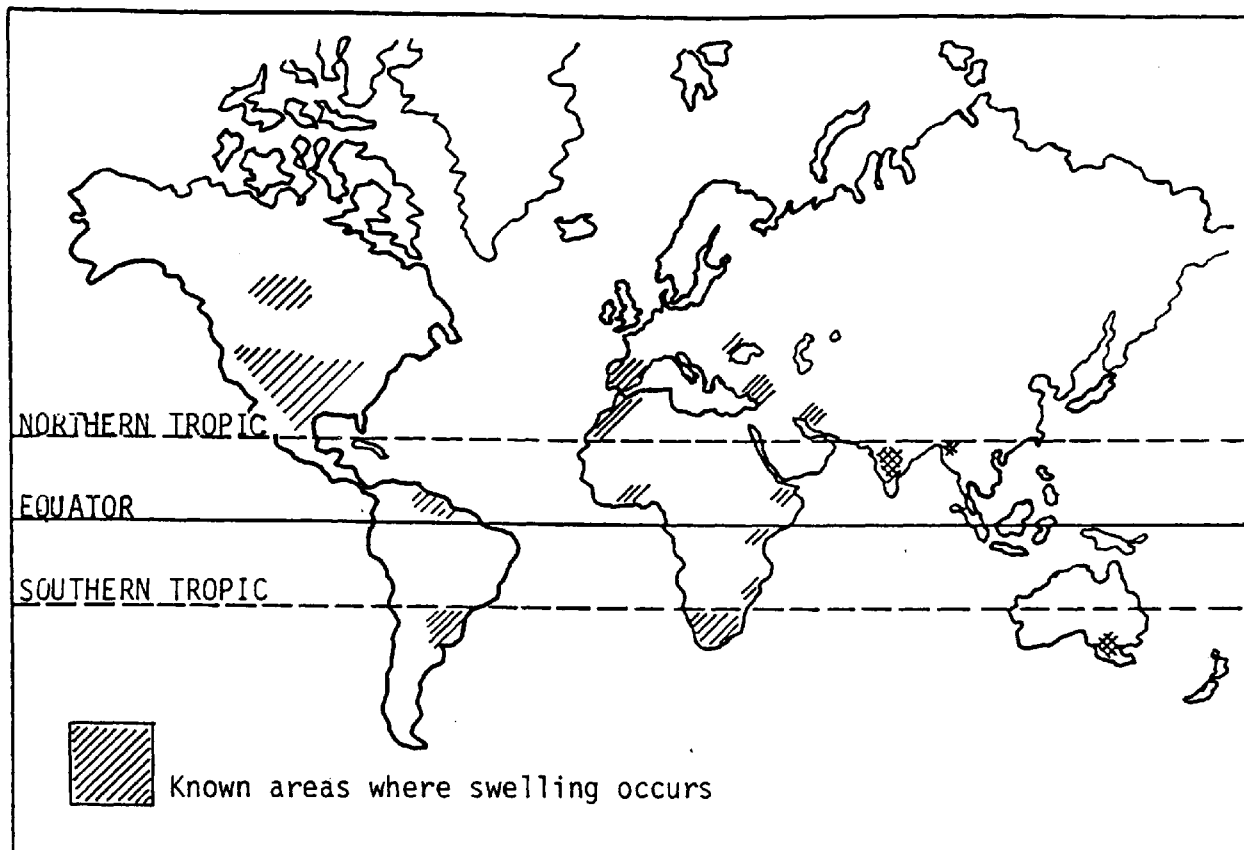 NORTHERN TROPIC
EQUATOR
SOUTHERN TROPIC
Known areas where swelling occurs